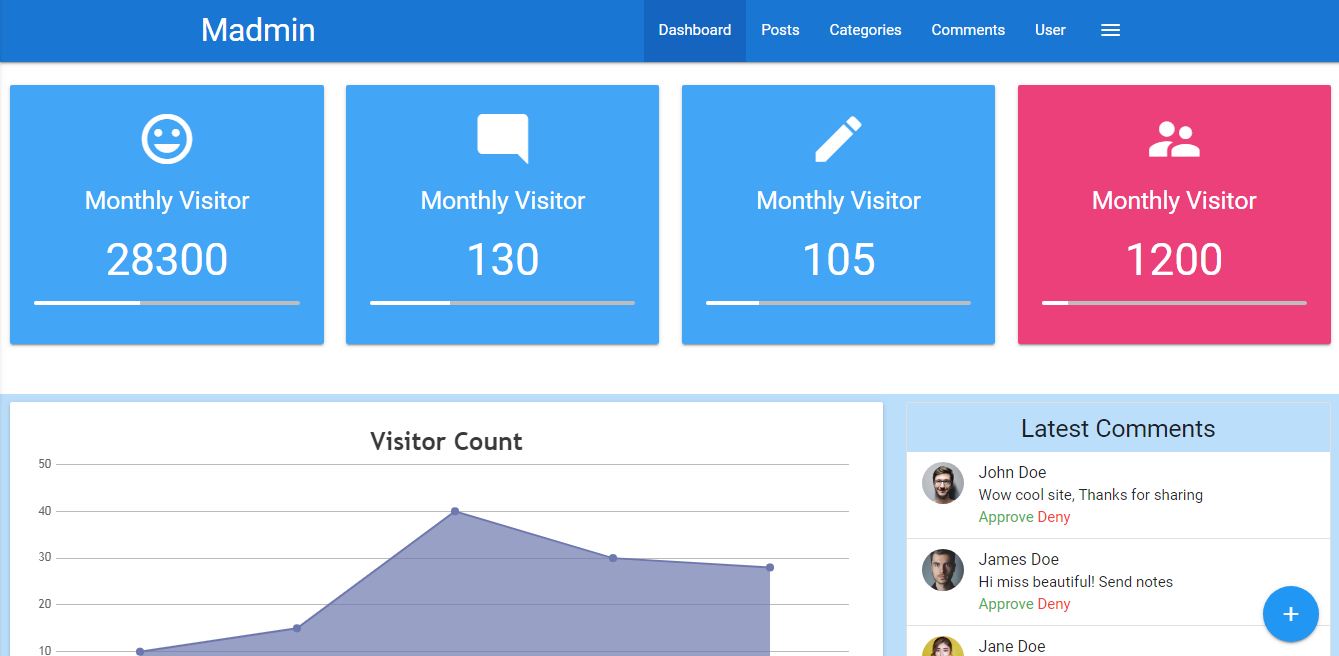 Madmin
Dashboard Posts Categories Comments User
Monthly Visitor
28300
Monthly Visitor
130
Monthly Visitor
105
Monthly Visitor
1200
Visitor Count
50
40
30
20
10
Latest Comments
John Doe
Wow cool site, Thanks for sharing
Approve Deny
James Doe
Hi miss beautiful! Send notes
Approve Deny
+
Jane Doe